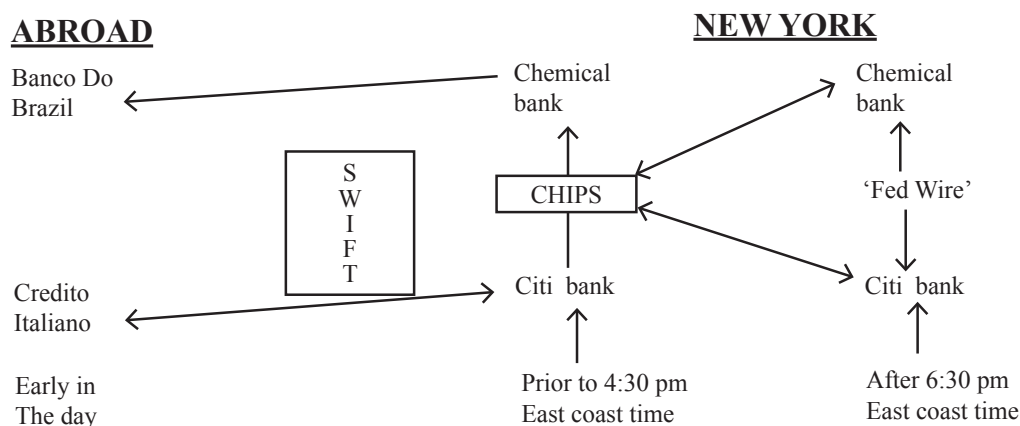 ABROAD
NEW YORK
Banco Do
Brazil
Chemical
bank
Chemical
bank
S
W
I
F
T
CHIPS
‘Fed Wire’
Credito
Italiano
Citi bank
Citi bank
Early in
The day
Prior to 4:30 pm
East coast time
After 6:30 pm
East coast time